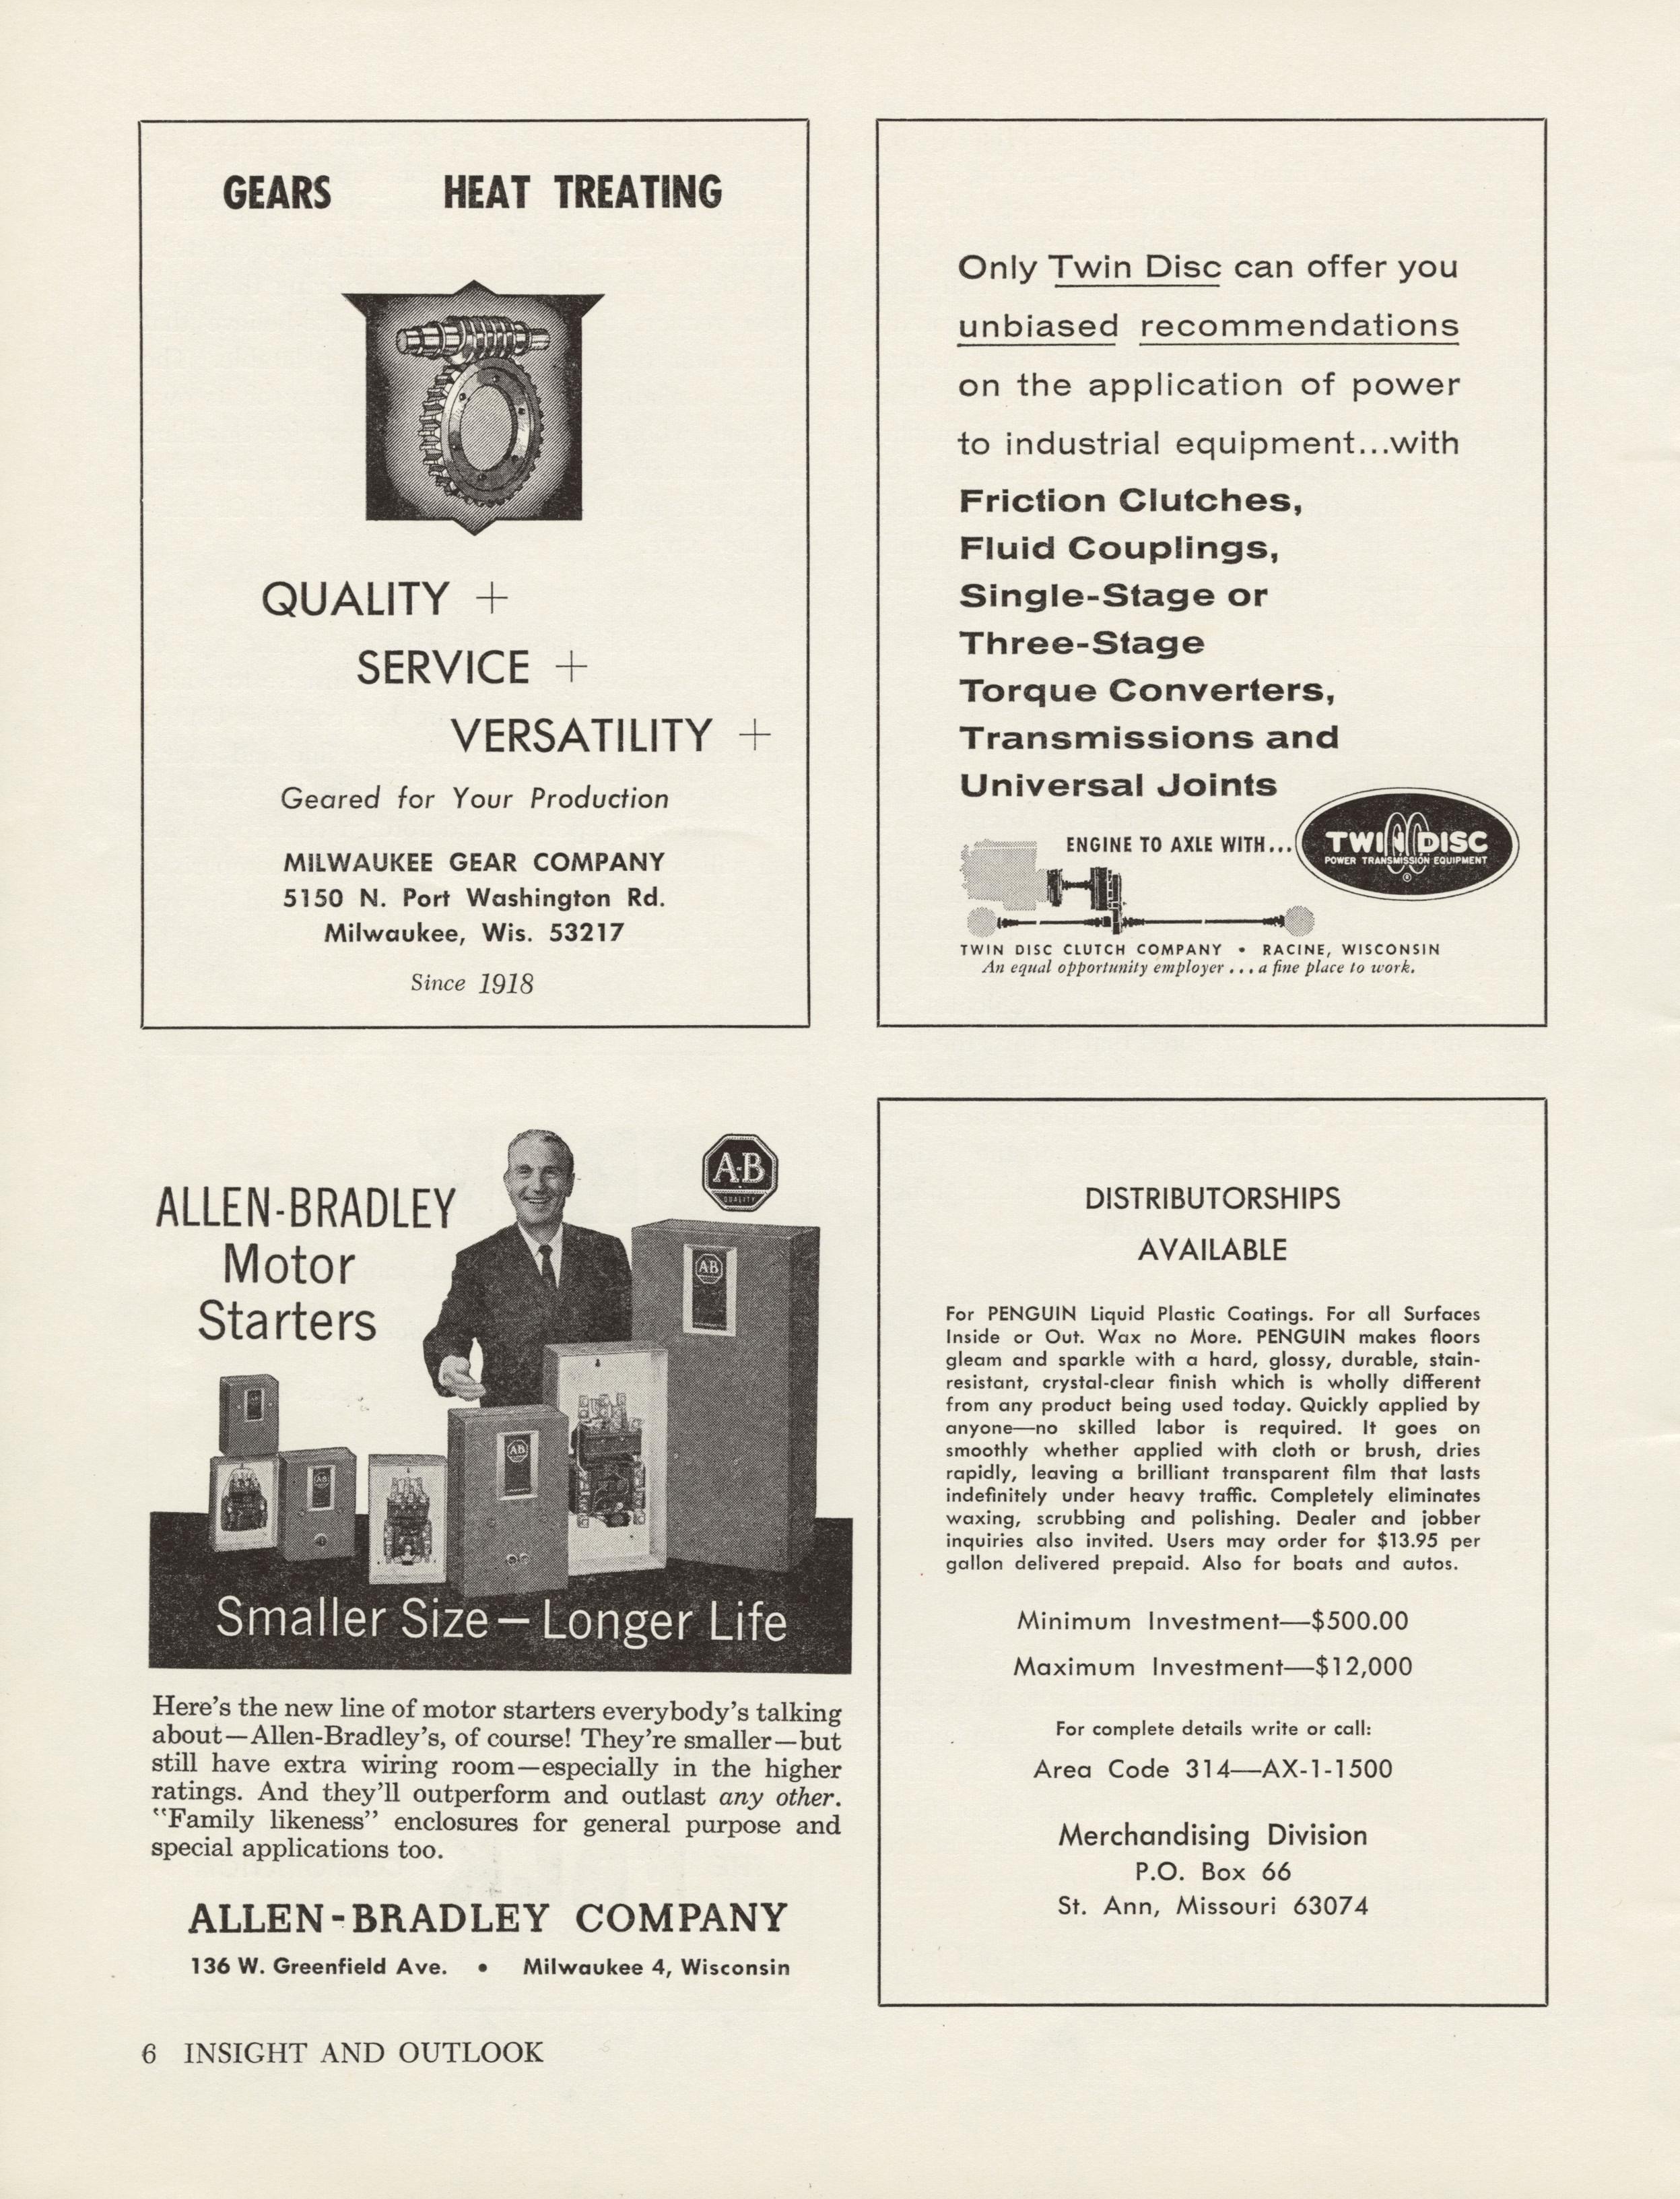 GEARS HEAT TREATING
QUALITY +
SERVICE +
VERSATILITY +
Geared for Your Production
MILWAUKEE GEAR COMPANY
5150 N. Port Washington Rd.
Milwaukee, Wis. 53217
Since 1918
Only Twin Disc can offer you
unbiased recommendations
on the application of power
to industrial equipment...with
Friction Clutches,
Fluid Couplings,
Single-Stage or
Three-Stage
Torque Converters,
Transmissions and
Universal Joints
ENGINE TO AXLE WITH...
TWIN DISC
POWER TRANSMISSION EQUIPMENT
®
TWIN DISC CLUTCH COMPANY • RACINE, WISCONSIN
An equal opportunity employer . . . a fine place to work.
ALLEN-BRADLEY
Motor
Starters
A-B
QUALITY
AB
AB
AB
Smaller Size — Longer Life
Here's the new line of motor starters everybody's talking
about—Allen-Bradley's, of course! They're smaller—but
still have extra wiring room—especially in the higher
ratings. And they'll outperform and outlast any other.
"Family likeness" enclosures for general purpose and
special applications too.
ALLEN-BRADLEY COMPANY
136 W. Greenfield Ave. • Milwaukee 4, Wisconsin
DISTRIBUTORSHIPS
AVAILABLE
For PENGUIN Liquid Plastic Coatings. For all Surfaces
Inside or Out. Wax no More. PENGUIN makes floors
gleam and sparkle with a hard, glossy, durable, stain-
resistant, crystal-clear finish which is wholly different
from any product being used today. Quickly applied by
anyone—no skilled labor is required. It goes on
smoothly whether applied with cloth or brush, dries
rapidly, leaving a brilliant transparent film that lasts
indefinitely under heavy traffic. Completely eliminates
waxing, scrubbing and polishing. Dealer and jobber
inquiries also invited. Users may order for $13.95 per
gallon delivered prepaid. Also for boats and autos.
Minimum Investment—$500.00
Maximum Investment—$12,000
For complete details write or call:
Area Code 314—AX-1-1500
Merchandising Division
P.O. Box 66
St. Ann, Missouri 63074
6 INSIGHT AND OUTLOOK